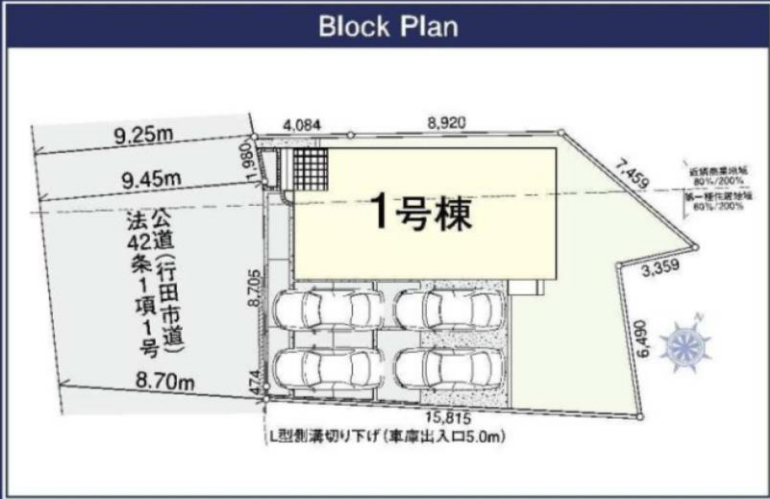 Block Plan
4,084
8,920
9.25m
1,980
7,459
9.45m
近隣商業地域
80%/200%
第一種住居地域
60%/200%
1号棟
公道(行田市道)
法42条1項1号
3,359
8,705
N
6,490
8.70m
474
15,815
L型側溝切り下げ(車庫出入口5.0m)